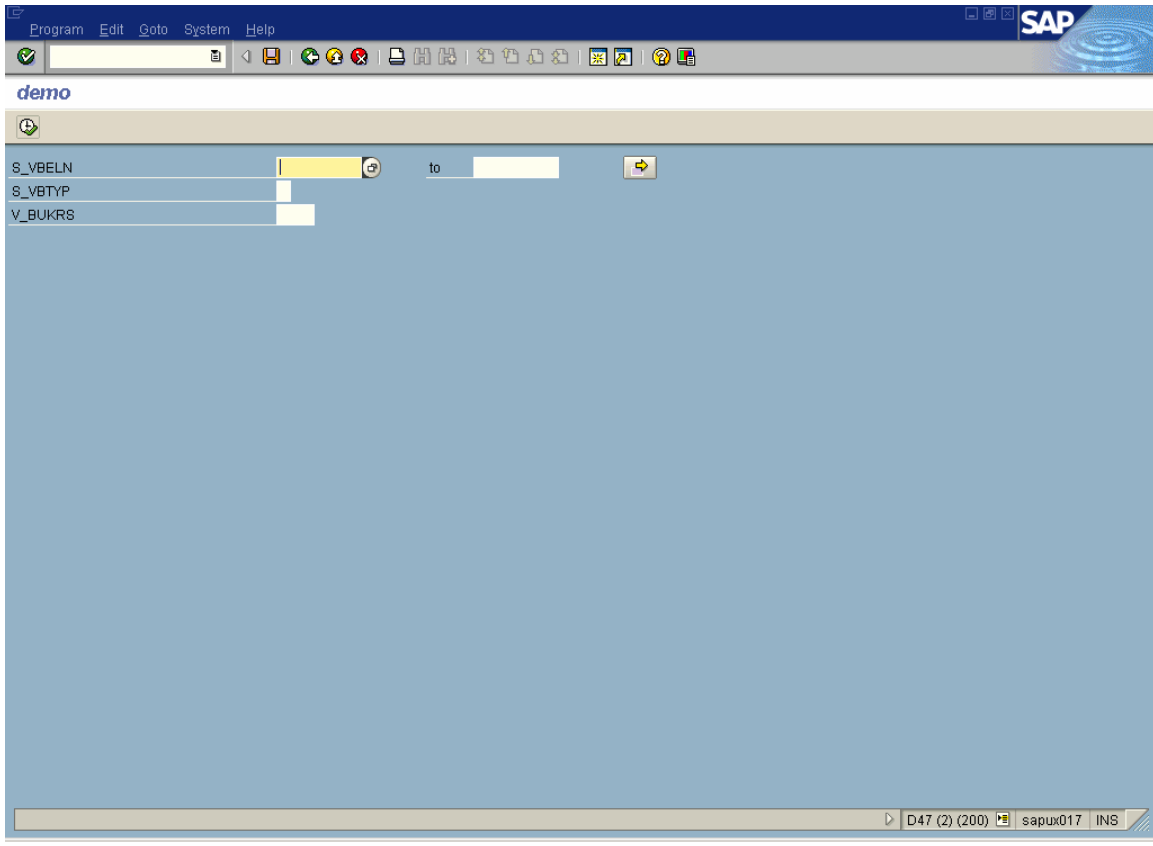 Program Edit Goto System Help
SAP
demo
S_VBELN to
S_VBTYP
V_BUKRS
D47 (2) (200) sapux017 INS